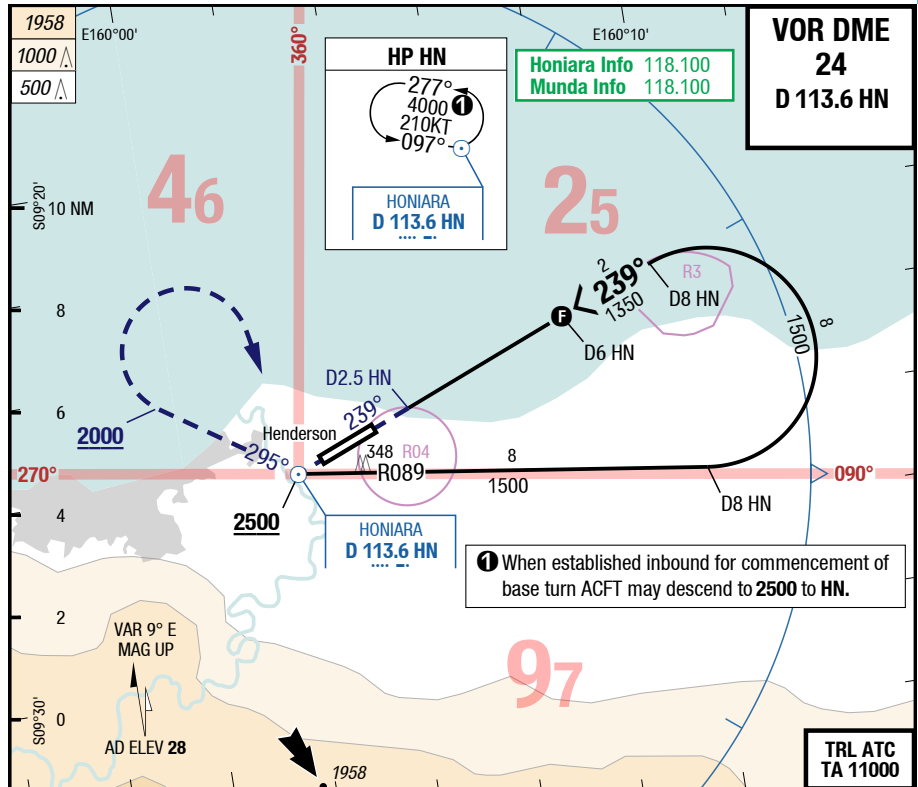 1958
1000
500
E160°00'
360°
E160°10'
HP HN
277°
4000 1
210KT
097°
HONIARA
D 113.6 HN
Honiara Info 118.100
Munda Info 118.100
VOR DME
24
D 113.6 HN
S09°20'
10 NM
46
25
8
2
239°
1350
R3
D8 HN
F
D6 HN
8
1500
D2.5 HN
239°
6
2000
Henderson
295°
348
R04
270°
R089
8
1500
090°
D8 HN
4
2500
HONIARA
D 113.6 HN
1 When established inbound for commencement of
base turn ACFT may descend to 2500 to HN.
2
VAR 9° E
MAG UP
97
S09°30'
0
AD ELEV 28
1958
TRL ATC
TA 11000